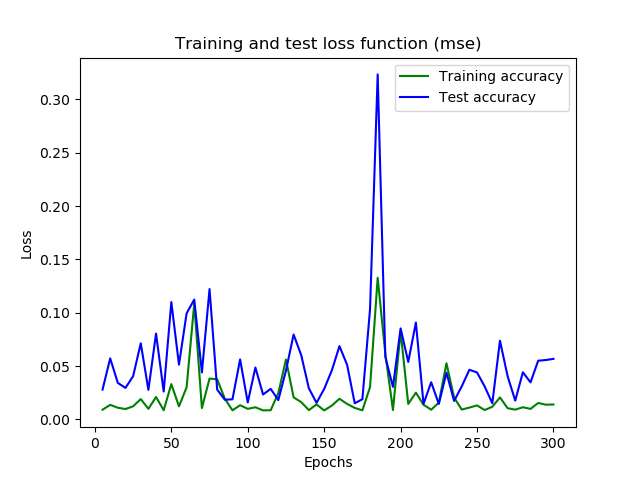 Training and test loss function (mse)
Training accuracy
Test accuracy
0.30
0.25
0.20
0.15
0.10
0.05
0.00
Loss
0 50 100 150 200 250 300
Epochs